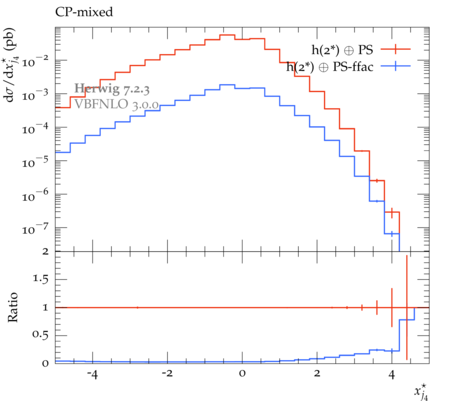 CP-mixed
dσ/dx*j4 (pb)
h(2*) ⊕ PS
h(2*) ⊕ PS-ffac
Herwig 7.2.3
VBFNLO 3.0.0
10^-2
10^-3
10^-4
10^-5
10^-6
10^-7
2
1.5
1
0.5
0
Ratio
-4 -2 0 2 4
x*j4